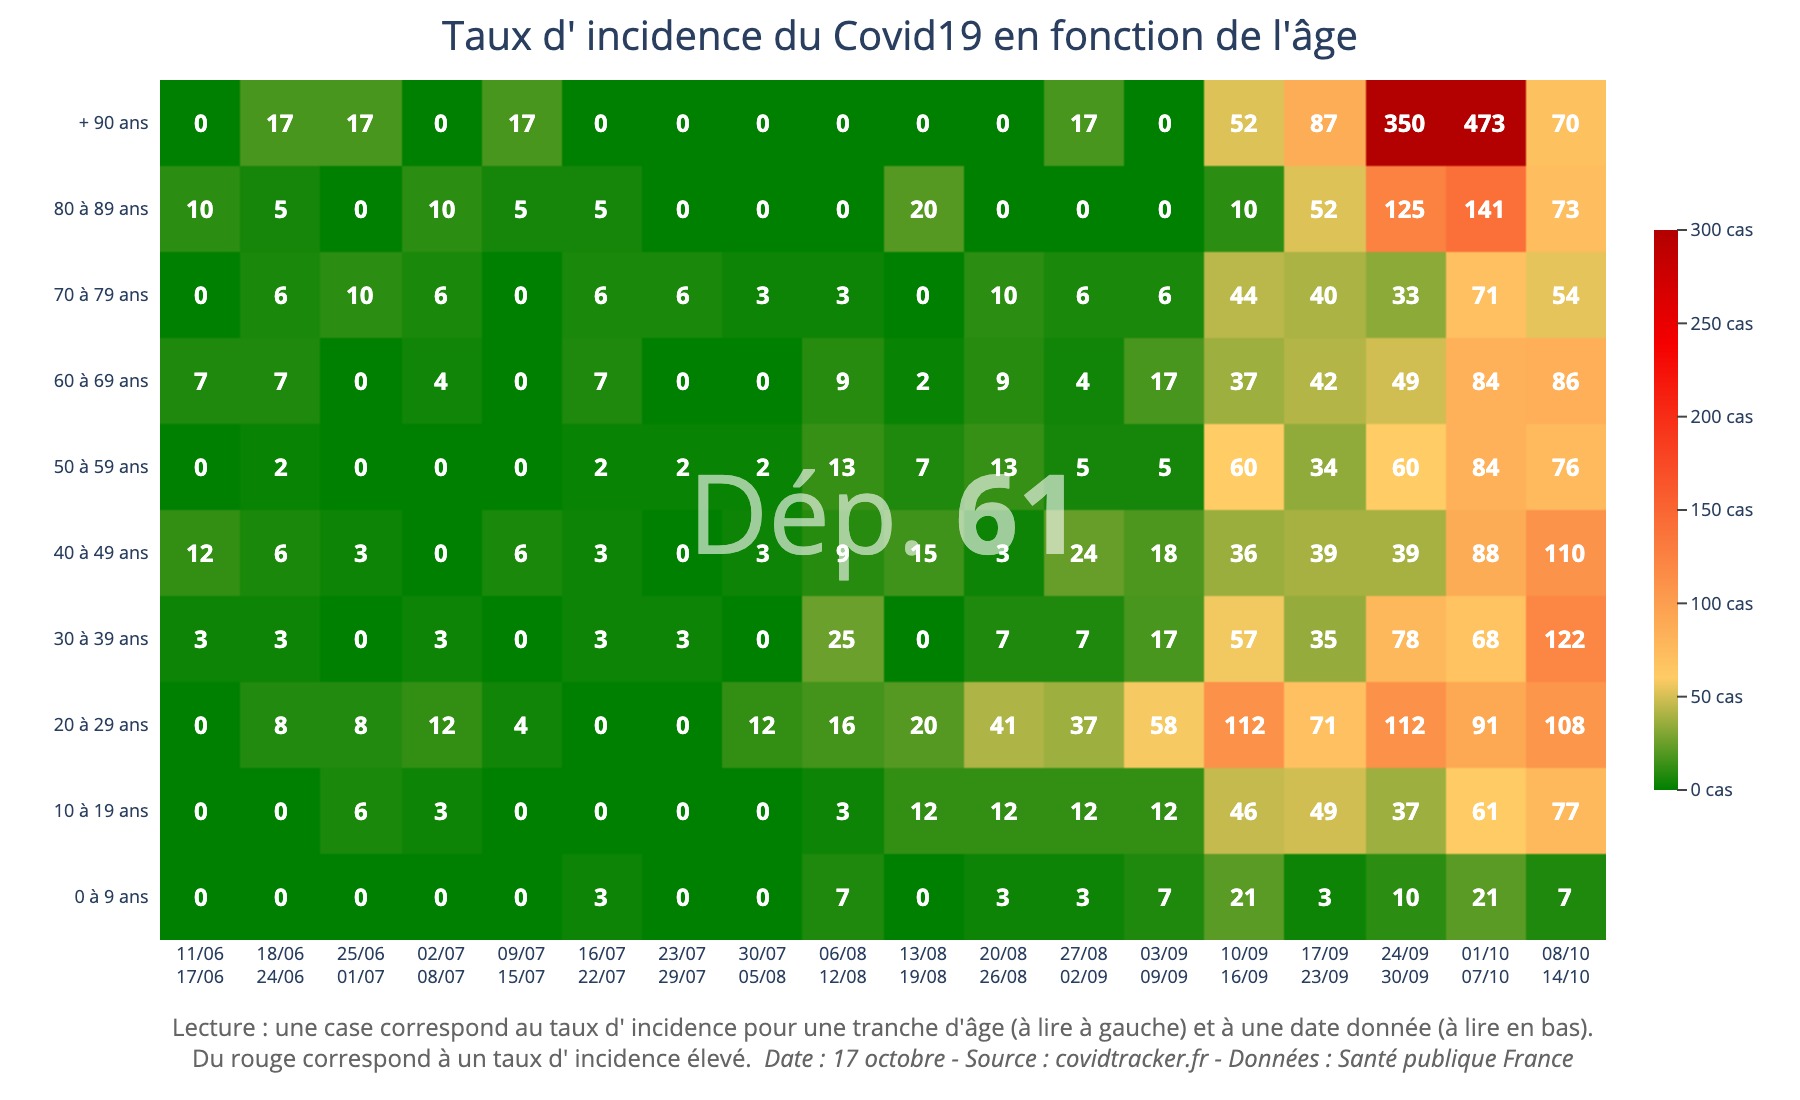 Taux d' incidence du Covid19 en fonction de l'âge
+ 90 ans 0 17 17 0 17 0 0 0 0 0 0 17 0 52 87 350 473 70
80 à 89 ans 10 5 0 10 5 5 0 0 0 20 0 0 0 10 52 125 141 73
70 à 79 ans 0 6 10 6 0 6 6 3 3 0 10 6 6 44 40 33 71 54
60 à 69 ans 7 7 0 4 0 7 0 0 9 2 9 4 17 37 42 49 84 86
50 à 59 ans 0 2 0 0 0 2 2 2 13 7 13 5 5 60 34 60 84 76
Dép. 61
40 à 49 ans 12 6 3 0 6 3 0 3 9 15 3 24 18 36 39 39 88 110
30 à 39 ans 3 3 0 3 0 3 3 0 25 0 7 7 17 57 35 78 68 122
20 à 29 ans 0 8 8 12 4 0 0 12 16 20 41 37 58 112 71 112 91 108
10 à 19 ans 0 0 6 3 0 0 0 0 3 12 12 12 12 46 49 37 61 77
0 à 9 ans 0 0 0 0 0 3 0 0 7 0 3 3 7 21 3 10 21 7
11/06 18/06 25/06 02/07 09/07 16/07 23/07 30/07 06/08 13/08 20/08 27/08 03/09 10/09 17/09 24/09 01/10 08/10
17/06 24/06 01/07 08/07 15/07 22/07 29/07 05/08 12/08 19/08 26/08 02/09 09/09 16/09 23/09 30/09 07/10 14/10
300 cas
250 cas
200 cas
150 cas
100 cas
50 cas
0 cas
Lecture : une case correspond au taux d' incidence pour une tranche d'âge (à lire à gauche) et à une date donnée (à lire en bas).
Du rouge correspond à un taux d' incidence élevé. Date : 17 octobre - Source : covidtracker.fr - Données : Santé publique France